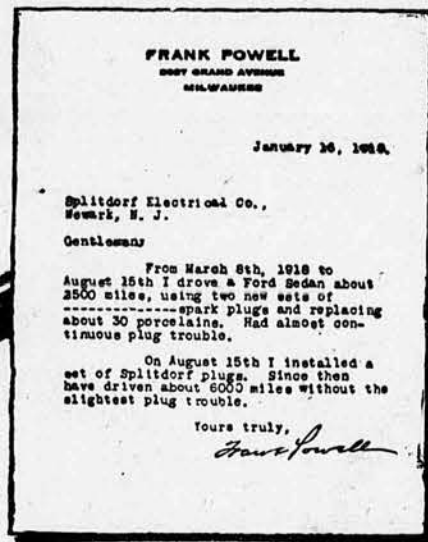 FRANK POWELL
GRAND AVENUE
MILWAUKEE
January 16,
Splitdorf Electrical Co.,
Newark, N. J.
Gentlemen:
From March 8th, 1918 to
August 15th I drove a Ford Sedan about
2500 miles, using two new sets of
-------------spark plugs and replacing
about 30 porcelains. Had almost con-
tinuous plug trouble.
On August 15th I installed a
set of Splitdorf plugs. Since then
have driven about 6000 miles without the
slightest plug trouble.
Yours truly,
Frank Powell